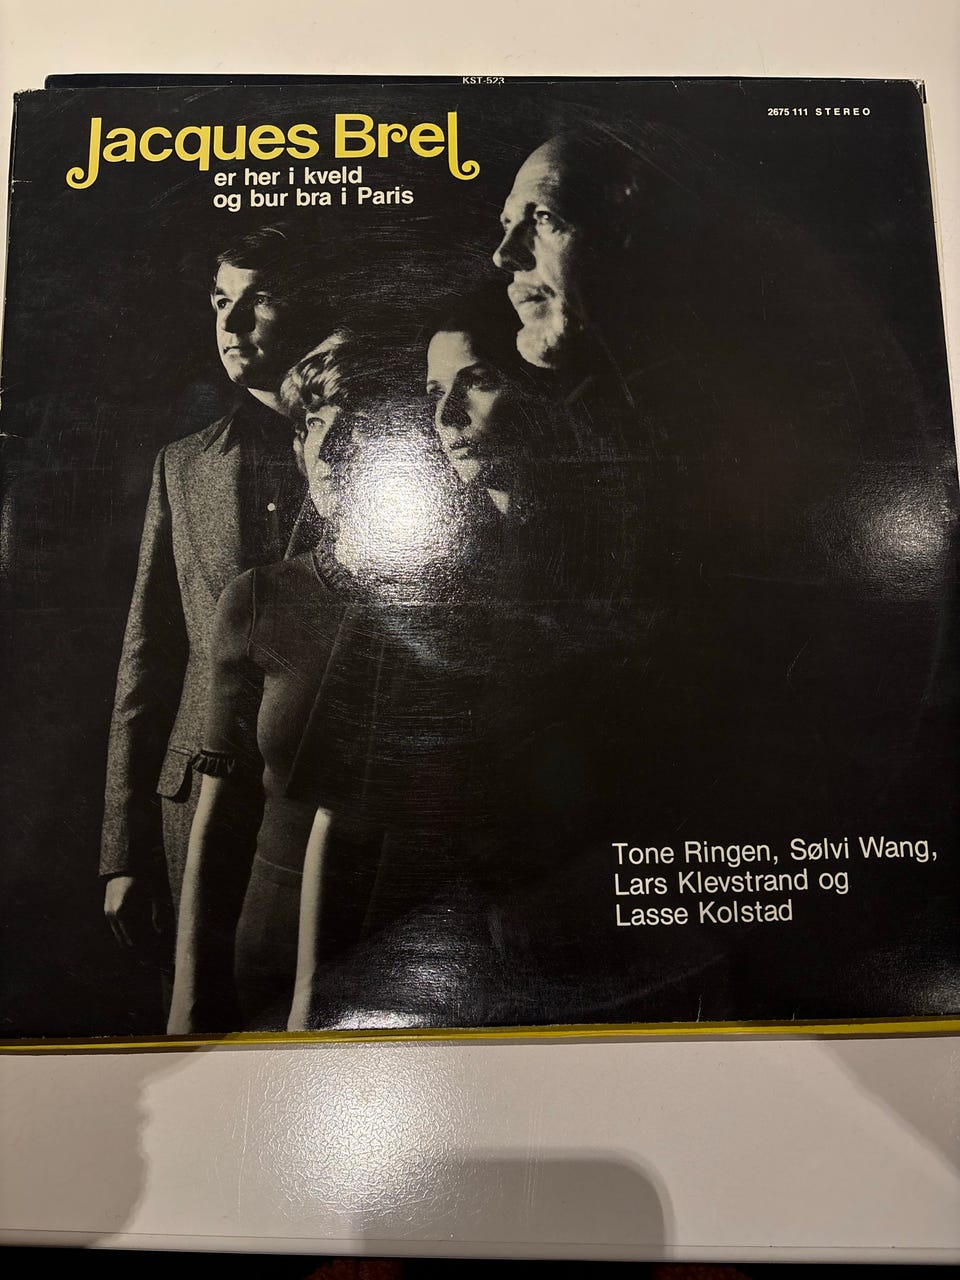 KST-523
2675 111 STEREO
Jacques Brel
er her i kveld
og bur bra i Paris
Tone Ringen, Sølvi Wang,
Lars Klevstrand og
Lasse Kolstad